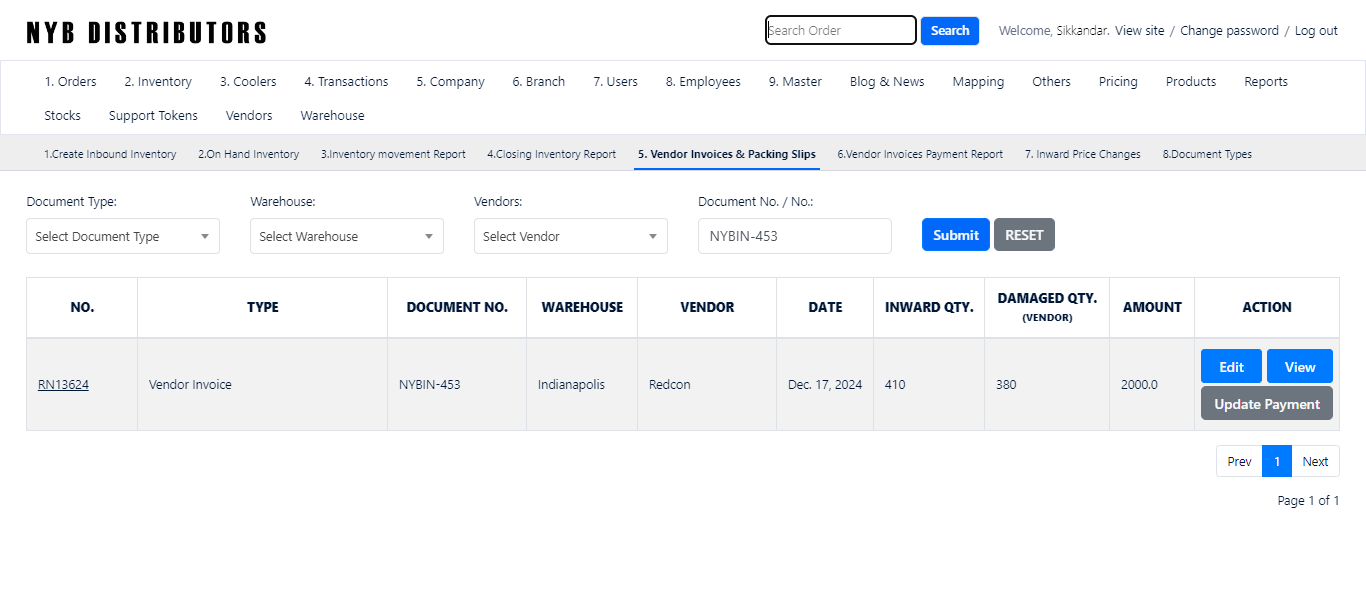 NYB DISTRIBUTORS
Search Order
Search
Welcome, Sikkandar. View site / Change password / Log out
1. Orders 2. Inventory 3. Coolers 4. Transactions 5. Company 6. Branch 7. Users 8. Employees 9. Master Blog & News Mapping Others Pricing Products Reports
Stocks Support Tokens Vendors Warehouse
1.Create Inbound Inventory 2.On Hand Inventory 3.Inventory movement Report 4.Closing Inventory Report 5. Vendor Invoices & Packing Slips 6.Vendor Invoices Payment Report 7. Inward Price Changes 8.Document Types
Document Type: Warehouse: Vendors: Document No. / No.:
Select Document Type Select Warehouse Select Vendor NYBIN-453 Submit RESET
NO. TYPE DOCUMENT NO. WAREHOUSE VENDOR DATE INWARD QTY. DAMAGED QTY. (VENDOR) AMOUNT ACTION
RN13624 Vendor Invoice NYBIN-453 Indianapolis Redcon Dec. 17, 2024 410 380 2000.0 Edit View
Update Payment
Prev 1 Next
Page 1 of 1